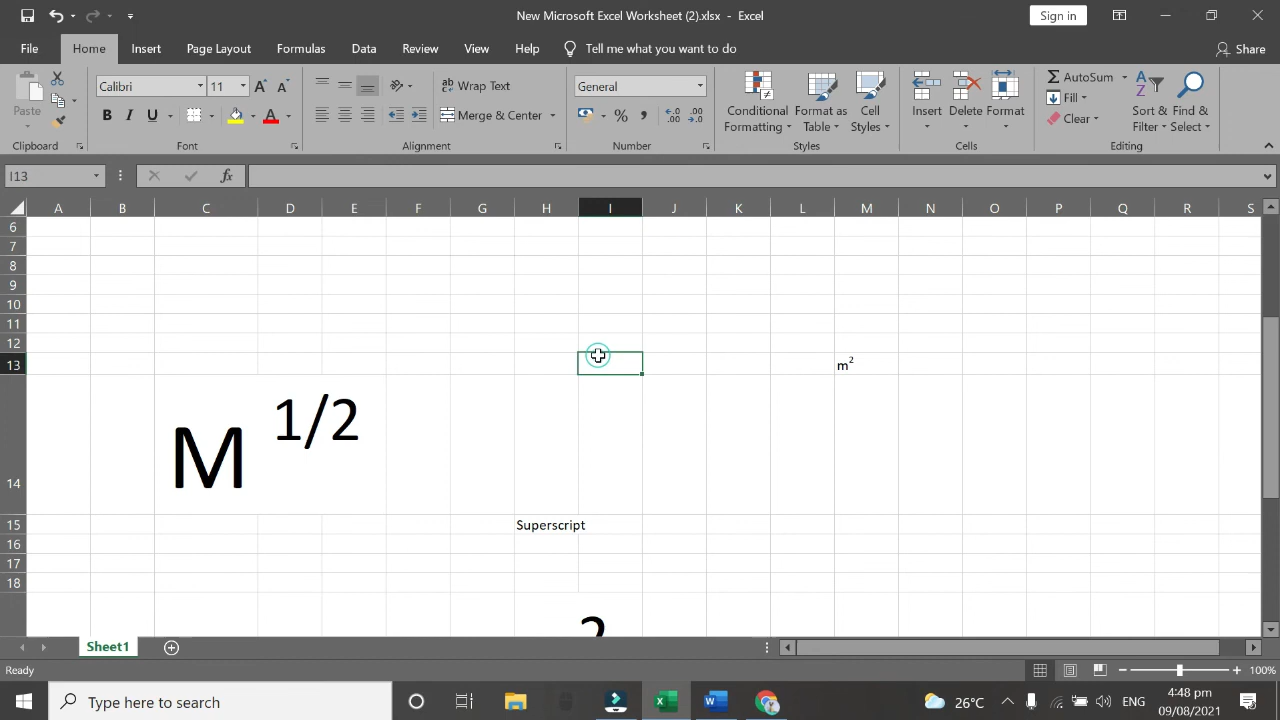 New Microsoft Excel Worksheet (2).xlsx - Excel
Sign in
File Home Insert Page Layout Formulas Data Review View Help Tell me what you want to do Share
Paste
Clipboard
Calibri 11
B I U A
Font
Wrap Text
Merge & Center
Alignment
General
% ,
Number
Conditional Formatting
Format as Table
Cell Styles
Styles
Insert Delete Format
Cells
AutoSum
Fill
Clear
Sort & Filter
Find & Select
Editing
I13 fx
A B C D E F G H I J K L M N O P Q R S
6
7
8
9
10
11
12
13 m²
14 M 1/2
15 Superscript
16
17
18
2
Sheet1
Ready 100%
Type here to search 26°C ENG 4:48 pm
09/08/2021